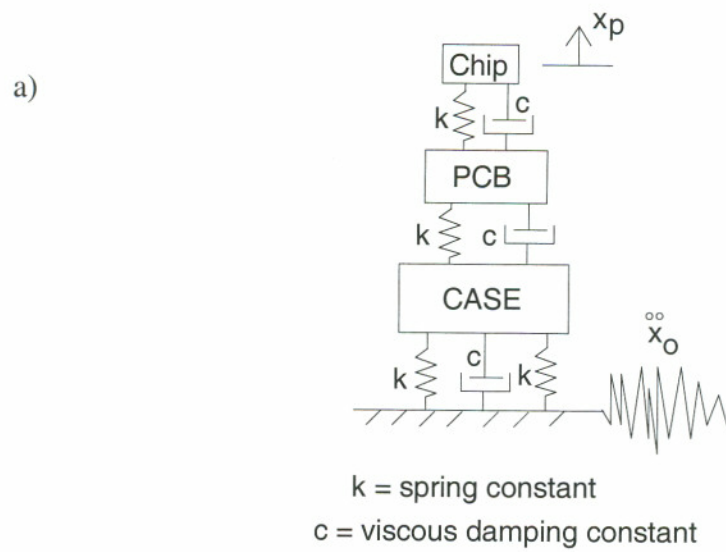 a)
x_p
Chip
k
c
PCB
k
c
CASE
ẍ_o
k
c
k
k = spring constant
c = viscous damping constant